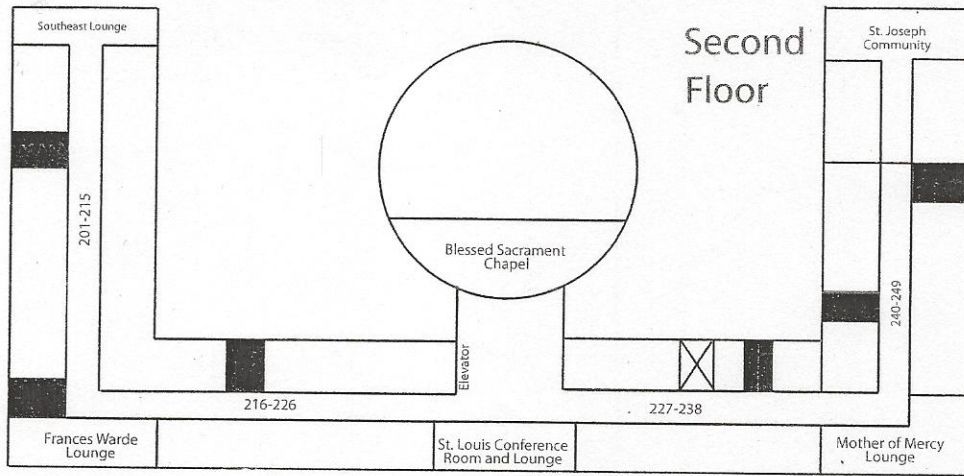 Southeast Lounge
Second
Floor
St. Joseph
Community
201-215
Blessed Sacrament
Chapel
240-249
Elevator
216-226
227-238
Frances Warde
Lounge
St. Louis Conference
Room and Lounge
Mother of Mercy
Lounge